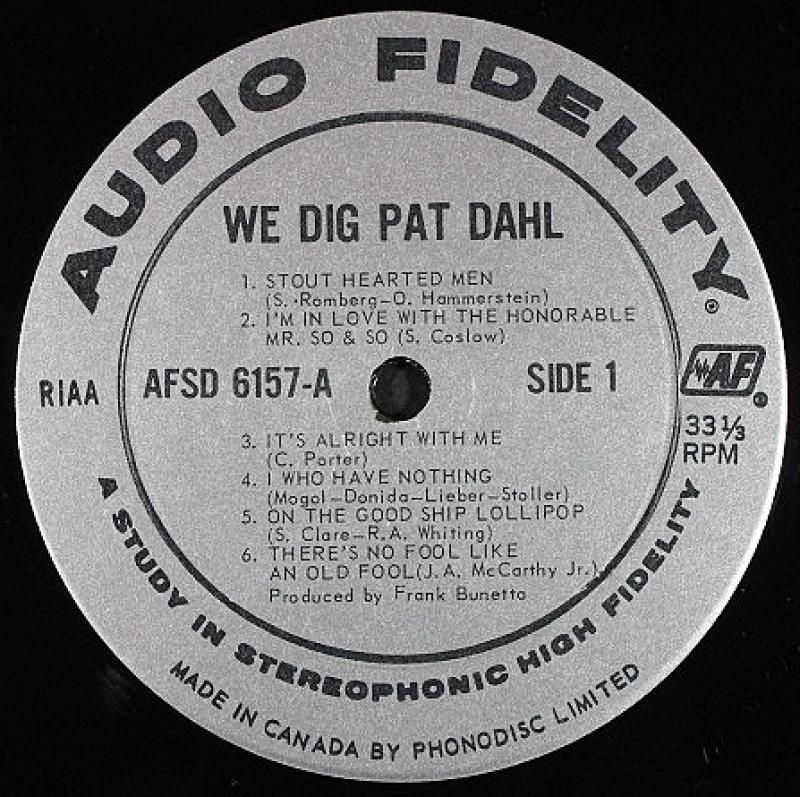 AUDIO FIDELITY®
WE DIG PAT DAHL
1. STOUT HEARTED MEN
(S. Romberg-O. Hammerstein)
2. I'M IN LOVE WITH THE HONORABLE
MR. SO & SO (S. Coslow)
RIAA
AFSD 6157-A
SIDE 1
AF®
33⅓
RPM
3. IT'S ALRIGHT WITH ME
(C. Porter)
4. I WHO HAVE NOTHING
(Mogol-Donida-Lieber-Stoller)
5. ON THE GOOD SHIP LOLLIPOP
(S. Clare-R.A. Whiting)
6. THERE'S NO FOOL LIKE
AN OLD FOOL(J.A. McCarthy Jr.)
Produced by Frank Bunetta
A STUDY IN STEREOPHONIC HIGH FIDELITY
MADE IN CANADA BY PHONODISC LIMITED